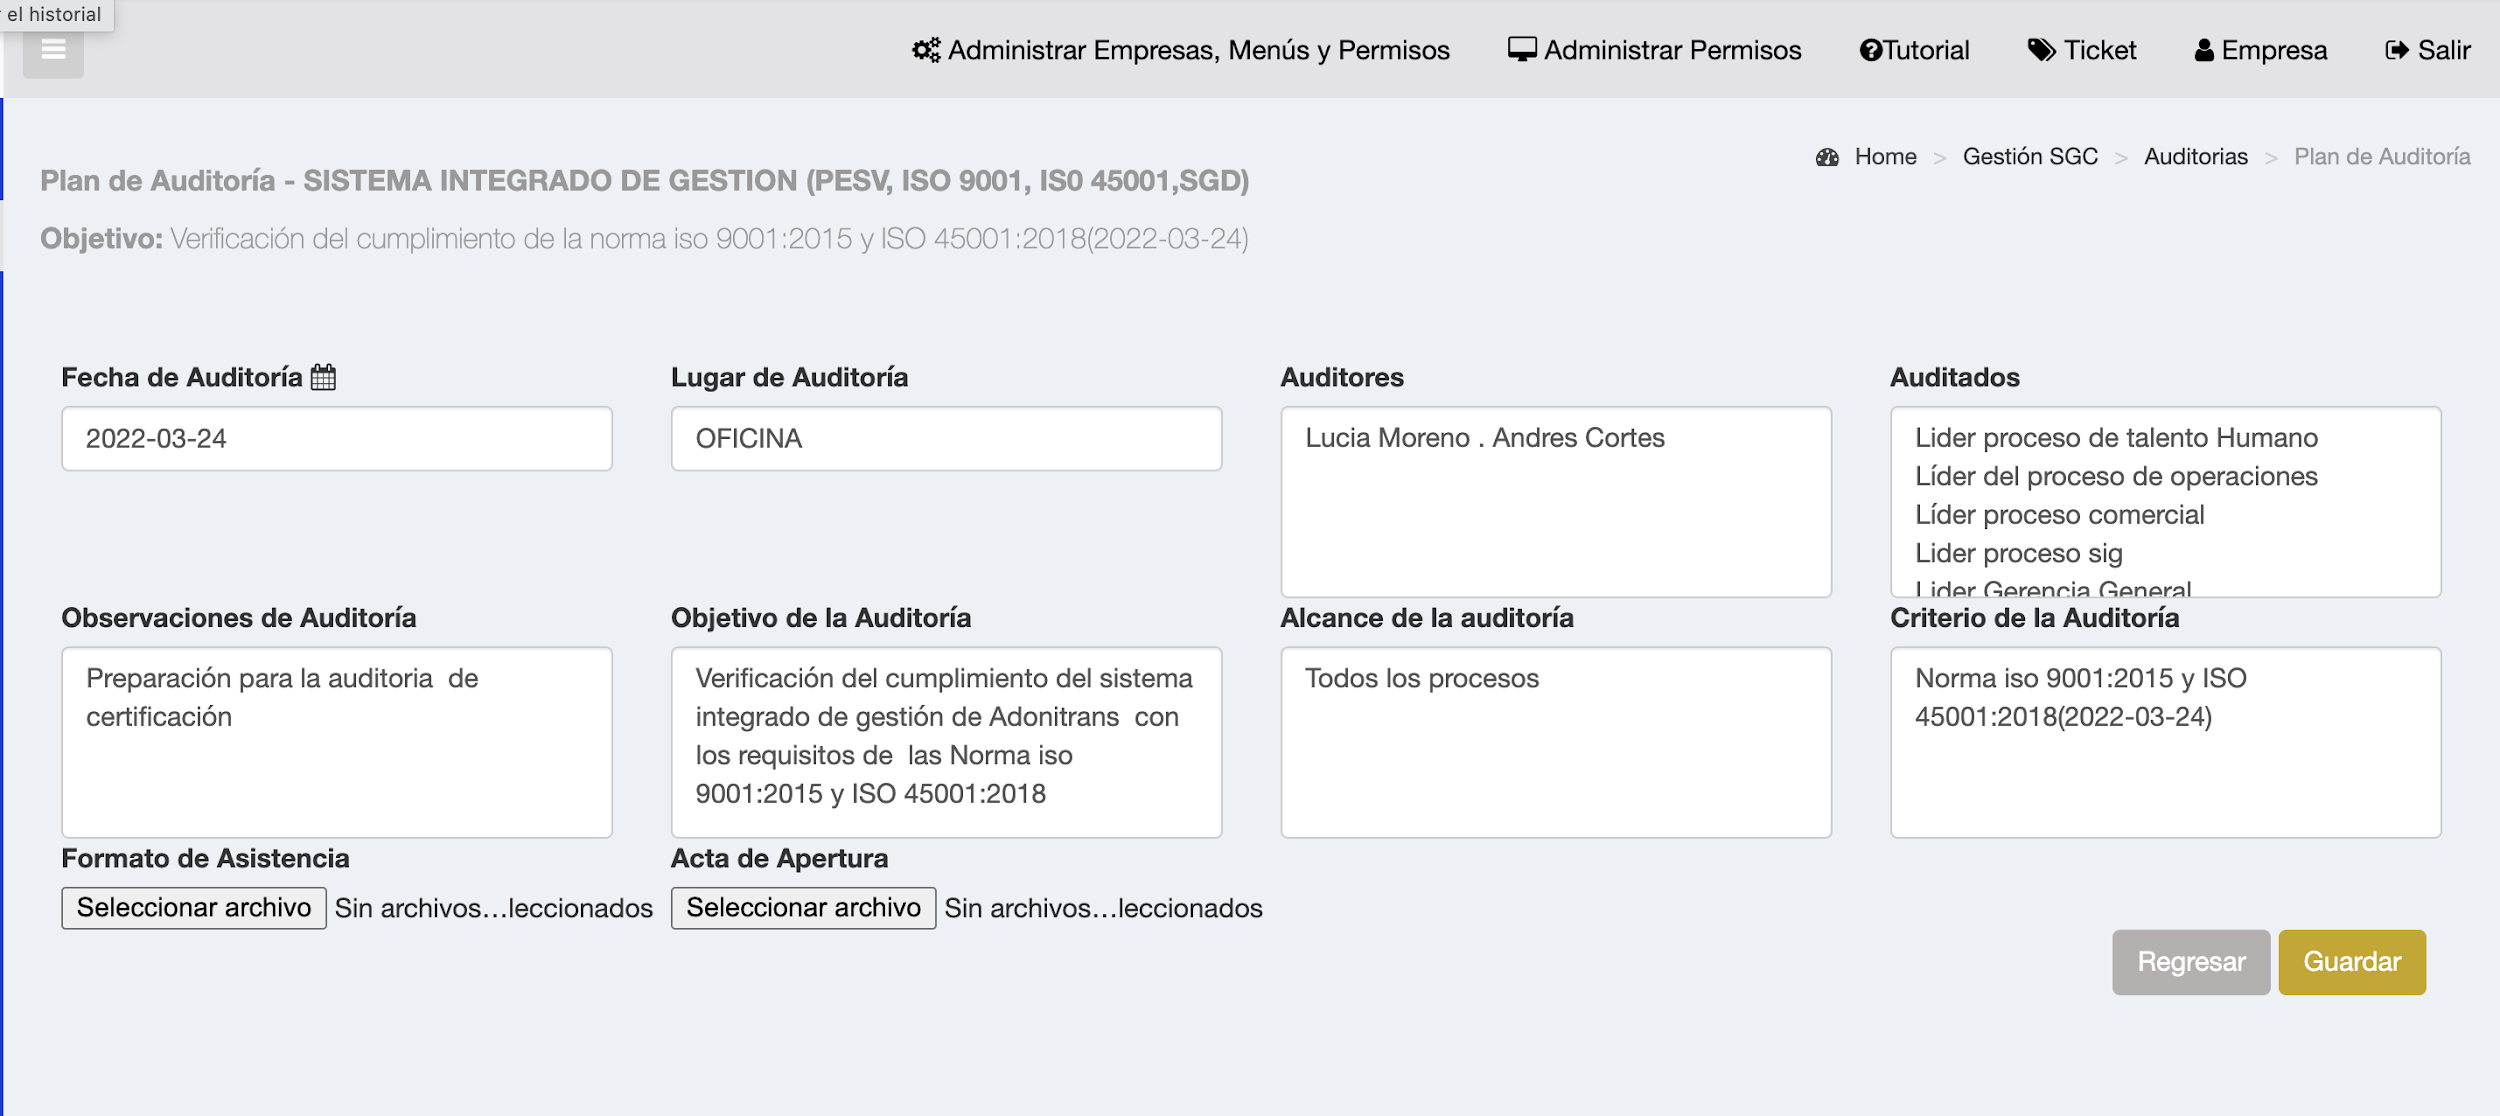 el historial
Administrar Empresas, Menús y Permisos
Administrar Permisos
Tutorial
Ticket
Empresa
Salir
Home > Gestión SGC > Auditorias > Plan de Auditoría
Plan de Auditoría - SISTEMA INTEGRADO DE GESTION (PESV, ISO 9001, IS0 45001,SGD)
Objetivo: Verificación del cumplimiento de la norma iso 9001:2015 y ISO 45001:2018(2022-03-24)
Fecha de Auditoría
2022-03-24
Lugar de Auditoría
OFICINA
Auditores
Lucia Moreno . Andres Cortes
Auditados
Lider proceso de talento Humano
Líder del proceso de operaciones
Líder proceso comercial
Lider proceso sig
Lider Gerencia General
Observaciones de Auditoría
Preparación para la auditoria  de
certificación
Objetivo de la Auditoría
Verificación del cumplimiento del sistema
integrado de gestión de Adonitrans  con
los requisitos de  las Norma iso
9001:2015 y ISO 45001:2018
Alcance de la auditoría
Todos los procesos
Criterio de la Auditoría
Norma iso 9001:2015 y ISO
45001:2018(2022-03-24)
Formato de Asistencia
Seleccionar archivo Sin archivos...leccionados
Acta de Apertura
Seleccionar archivo Sin archivos...leccionados
Regresar
Guardar